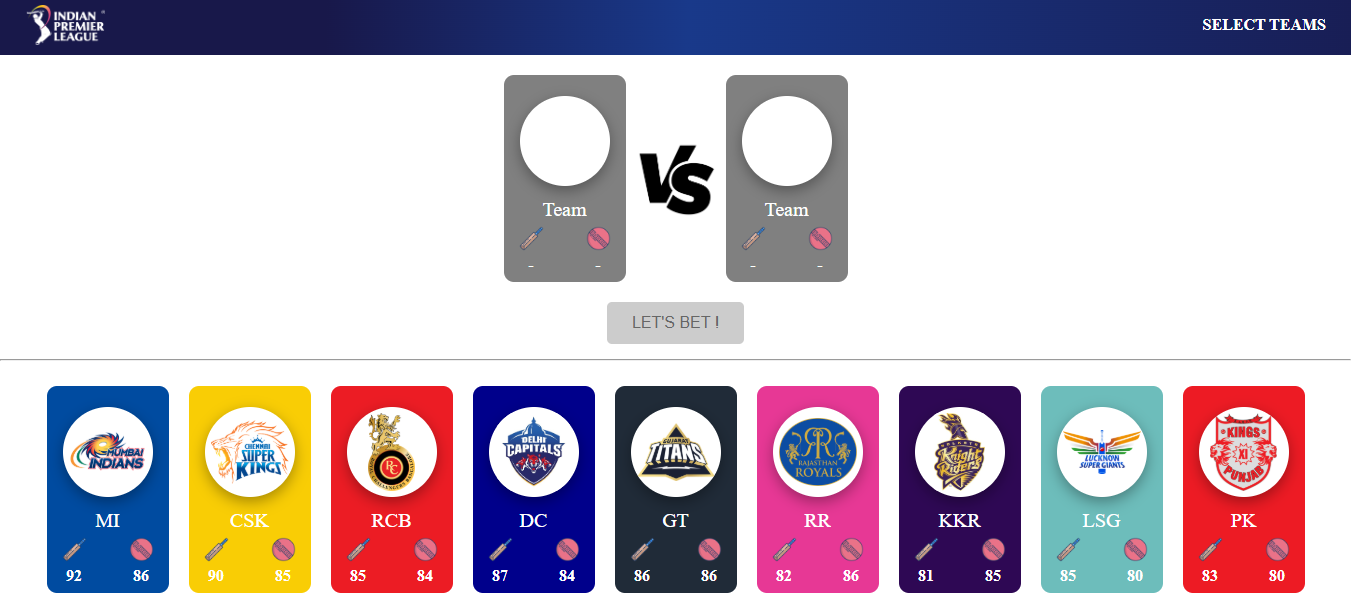 INDIAN
PREMIER
LEAGUE
SELECT TEAMS
VS
Team
Team
- -
- -
LET'S BET !
MUMBAI
INDIANS
CHENNAI
SUPER
KINGS
RC
DELHI
CAPITALS
GUJARAT
TITANS
RR
RAJASTHAN
ROYALS
KOLKATA
Knight
Riders
LUCKNOW
SUPER GIANTS
KINGS
XI
PUNJAB
MI
CSK
RCB
DC
GT
RR
KKR
LSG
PK
92 86
90 85
85 84
87 84
86 86
82 86
81 85
85 80
83 80